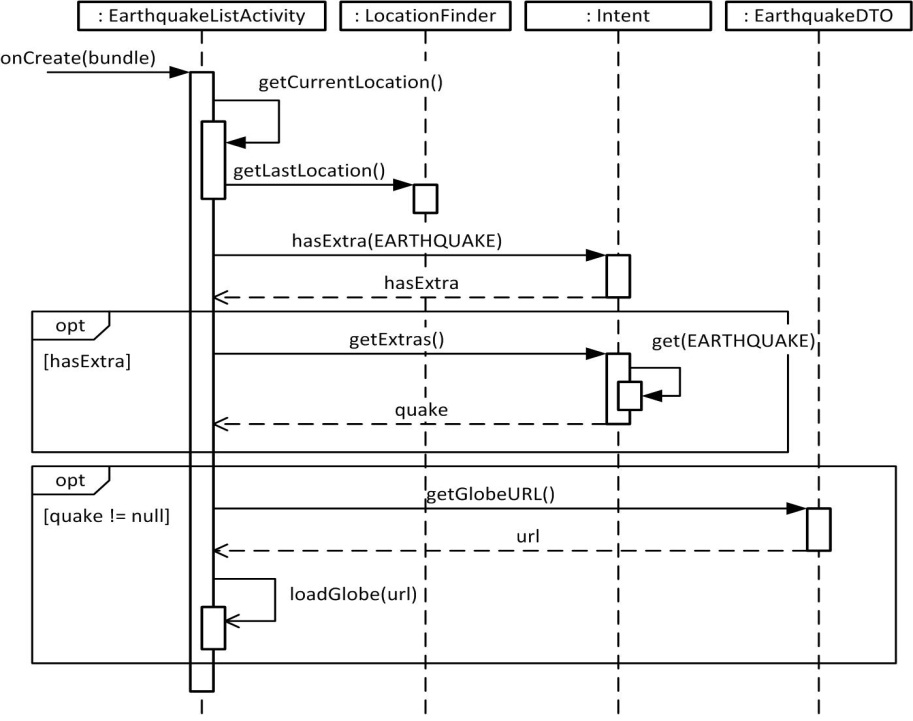 : EarthquakeListActivity
: LocationFinder
: Intent
: EarthquakeDTO
onCreate(bundle)
getCurrentLocation()
getLastLocation()
hasExtra(EARTHQUAKE)
hasExtra
opt
[hasExtra]
getExtras()
get(EARTHQUAKE)
quake
opt
[quake != null]
getGlobeURL()
url
loadGlobe(url)